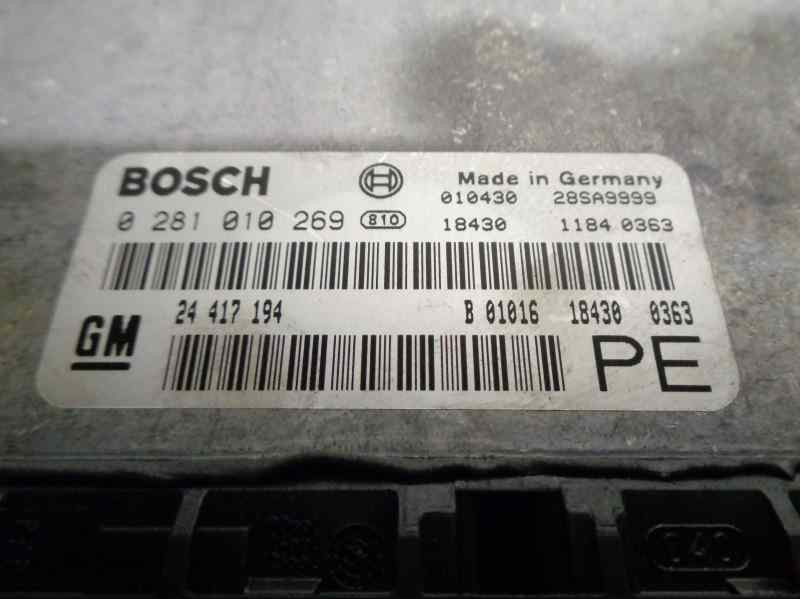 BOSCH Made in Germany
010430 28SA9999
0 281 010 269 810 18430 1184 0363
24 417 194 B 01016 18430 0363
GM PE